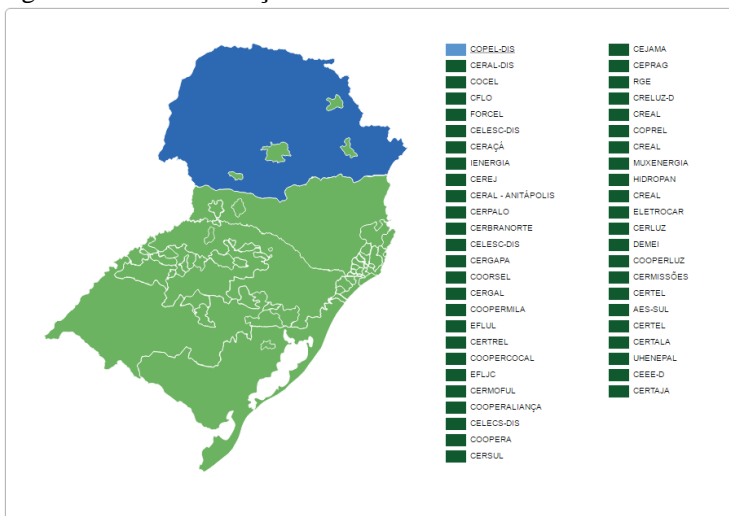 COPEL-DIS
CERAL-DIS
COCEL
CFLO
FORCEL
CELESC-DIS
CERAÇÁ
IENERGIA
CEREJ
CERAL - ANITÁPOLIS
CERPALO
CERBRANORTE
CELESC-DIS
CERGAPA
COORSEL
CERGAL
COOPERMILA
EFLUL
CERTREL
COOPERCOCAL
EFLJC
CERMOFUL
COOPERALIANÇA
CELECS-DIS
COOPERA
CERSUL
CEJAMA
CEPRAG
RGE
CRELUZ-D
CREAL
COPREL
CREAL
MUXENERGIA
HIDROPAN
CREAL
ELETROCAR
CERLUZ
DEMEI
COOPERLUZ
CERMISSÕES
CERTEL
AES-SUL
CERTEL
CERTALA
UHENEPAL
CEEE-D
CERTAJA